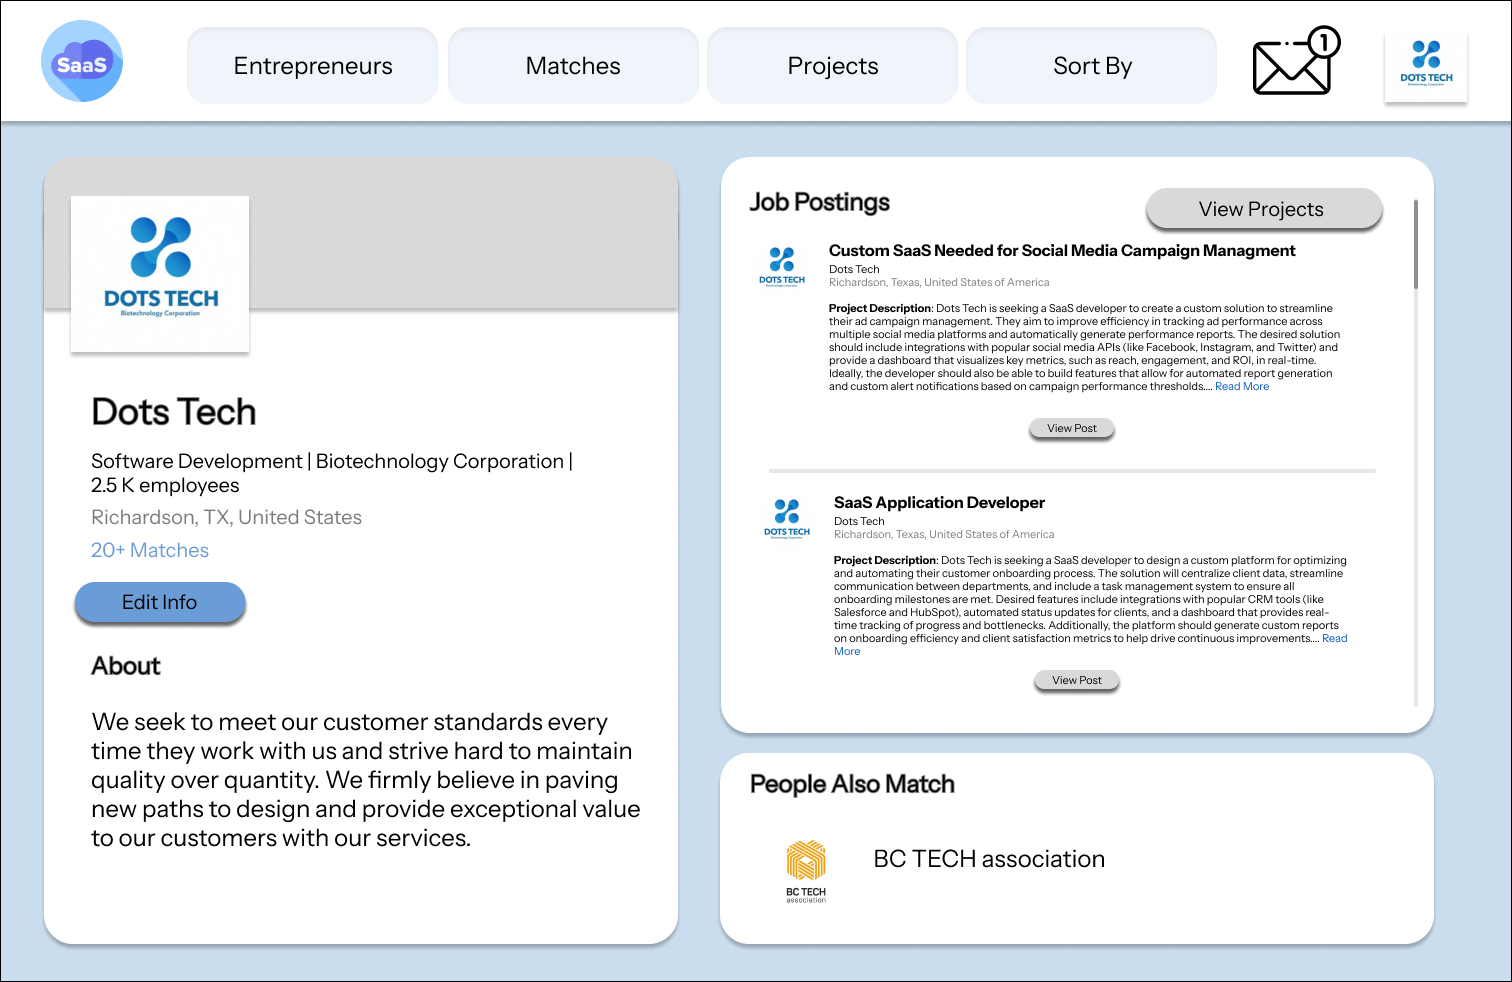 SaaS
Entrepreneurs
Matches
Projects
Sort By
1
DOTS TECH
Biotechnology Corporation
DOTS TECH
Biotechnology Corporation
Dots Tech
Software Development | Biotechnology Corporation |
2.5 K employees
Richardson, TX, United States
20+ Matches
Edit Info
About
We seek to meet our customer standards every
time they work with us and strive hard to maintain
quality over quantity. We firmly believe in paving
new paths to design and provide exceptional value
to our customers with our services.
Job Postings
View Projects
DOTS TECH
Biotechnology Corporation
Custom SaaS Needed for Social Media Campaign Managment
Dots Tech
Richardson, Texas, United States of America
Project Description: Dots Tech is seeking a SaaS developer to create a custom solution to streamline
their ad campaign management. They aim to improve efficiency in tracking ad performance across
multiple social media platforms and automatically generate performance reports. The desired solution
should include integrations with popular social media APIs (like Facebook, Instagram, and Twitter) and
provide a dashboard that visualizes key metrics, such as reach, engagement, and ROI, in real-time.
Ideally, the developer should also be able to build features that allow for automated report generation
and custom alert notifications based on campaign performance thresholds.... Read More
View Post
DOTS TECH
Biotechnology Corporation
SaaS Application Developer
Dots Tech
Richardson, Texas, United States of America
Project Description: Dots Tech is seeking a SaaS developer to design a custom platform for optimizing
and automating their customer onboarding process. The solution will centralize client data, streamline
communication between departments, and include a task management system to ensure all
onboarding milestones are met. Desired features include integrations with popular CRM tools (like
Salesforce and HubSpot), automated status updates for clients, and a dashboard that provides real-
time tracking of progress and bottlenecks. Additionally, the platform should generate custom reports
on onboarding efficiency and client satisfaction metrics to help drive continuous improvements.... Read
More
View Post
People Also Match
BC TECH
association
BC TECH association